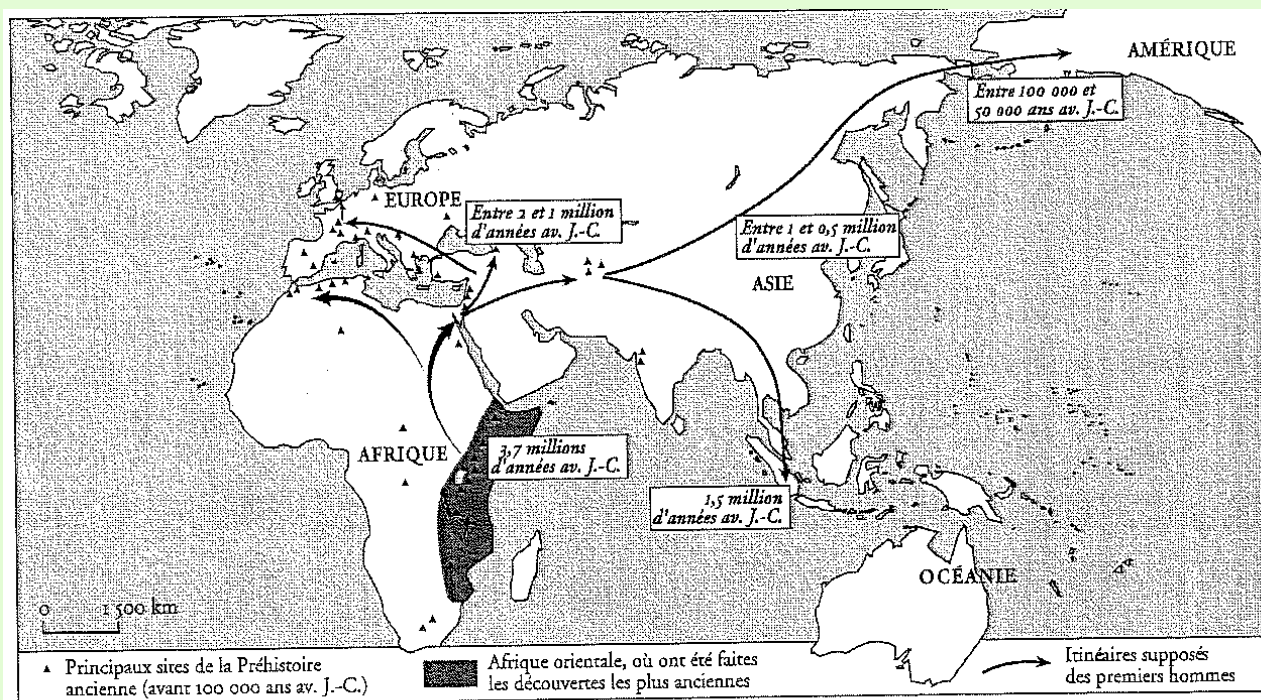 AMÉRIQUE
Entre 100 000 et
50 000 ans av. J.-C.
EUROPE
Entre 2 et 1 million
d'années av. J.-C.
Entre 1 et 0,5 million
d'années av. J.-C.
ASIE
AFRIQUE
3,7 millions
d'années av. J.-C.
1,5 million
d'années av. J.-C.
OCÉANIE
0 1 500 km
Principaux sites de la Préhistoire
ancienne (avant 100 000 ans av. J.-C.)
Afrique orientale, où ont été faites
les découvertes les plus anciennes
Itinéaires supposés
des premiers hommes